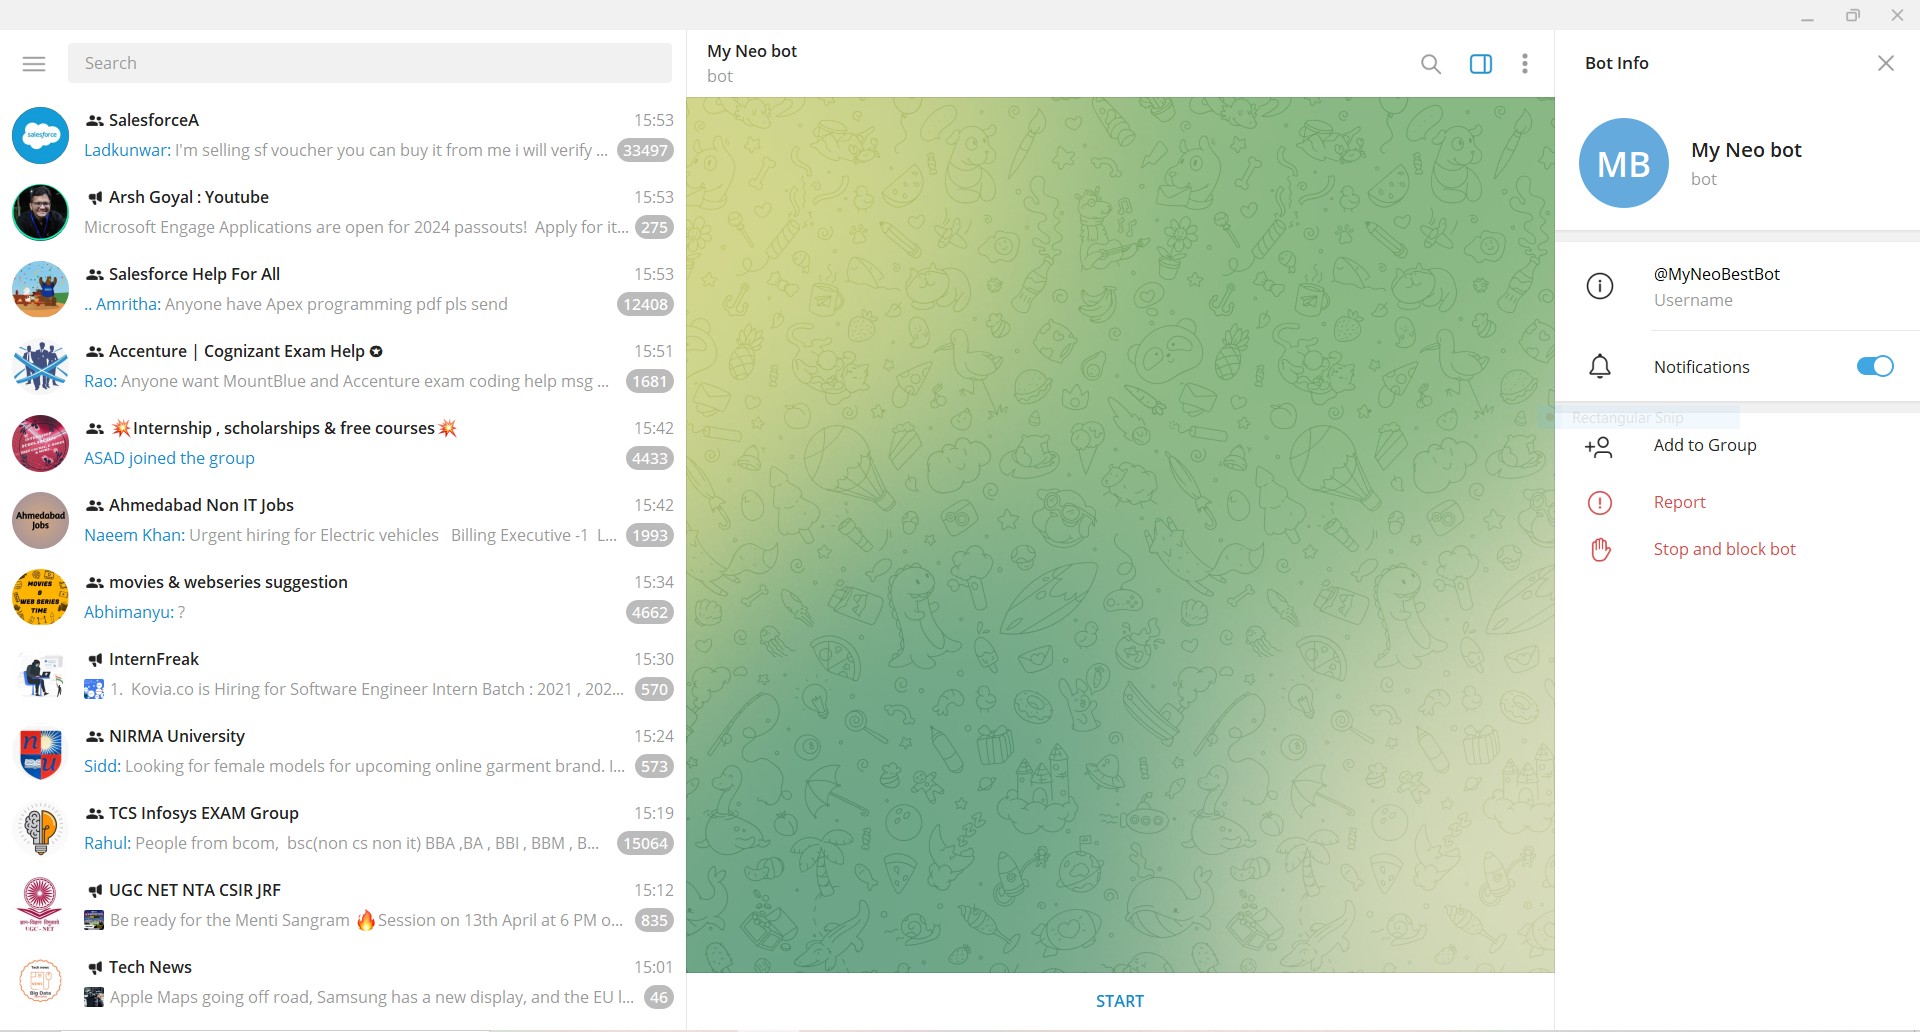 Search
SalesforceA 15:53
Ladkunwar: I'm selling sf voucher you can buy it from me i will verify ... 33497
Arsh Goyal : Youtube 15:53
Microsoft Engage Applications are open for 2024 passouts! Apply for it... 275
Salesforce Help For All 15:53
.. Amritha: Anyone have Apex programming pdf pls send 12408
Accenture | Cognizant Exam Help ✪ 15:51
Rao: Anyone want MountBlue and Accenture exam coding help msg ... 1681
💥Internship , scholarships & free courses💥 15:42
ASAD joined the group 4433
Ahmedabad Jobs
Ahmedabad Non IT Jobs 15:42
Naeem Khan: Urgent hiring for Electric vehicles Billing Executive -1 L... 1993
MOVIES & WEB SERIES TIME
movies & webseries suggestion 15:34
Abhimanyu: ? 4662
InternFreak 15:30
1. Kovia.co is Hiring for Software Engineer Intern Batch : 2021 , 202... 570
NIRMA University 15:24
Sidd: Looking for female models for upcoming online garment brand. I... 573
TCS Infosys EXAM Group 15:19
Rahul: People from bcom, bsc(non cs non it) BBA ,BA , BBI , BBM , B... 15064
UGC NET NTA CSIR JRF 15:12
Be ready for the Menti Sangram 🔥Session on 13th April at 6 PM o... 835
UGC - NET
Tech News 15:01
Apple Maps going off road, Samsung has a new display, and the EU l... 46
My Neo bot
bot
START
Bot Info
MB
My Neo bot
bot
@MyNeoBestBot
Username
Notifications
Rectangular Snip
Add to Group
Report
Stop and block bot